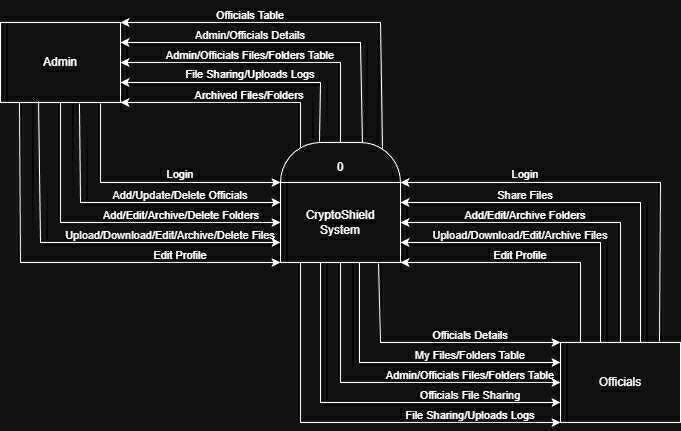 Officials Table
Admin/Officials Details
Admin
Admin/Officials Files/Folders Table
File Sharing/Uploads Logs
Archived Files/Folders
0
Login
Login
Add/Update/Delete Officials
Share Files
CryptoShield
System
Add/Edit/Archive/Delete Folders
Add/Edit/Archive Folders
Upload/Download/Edit/Archive/Delete Files
Upload/Download/Edit/Archive Files
Edit Profile
Edit Profile
Officials Details
My Files/Folders Table
Admin/Officials Files/Folders Table
Officials
Officials File Sharing
File Sharing/Uploads Logs